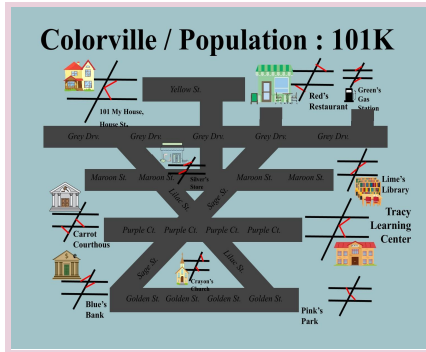 Colorville / Population : 101K
Yellow St.
101 My House,
House St.
Red's
Restaurant
Green's
Gas
Station
Grey Drv. Grey Drv. Grey Drv. Grey Drv. Grey Drv.
Maroon St. Maroon St. Maroon St. Maroon St.
Silver's
Store
Lime's
Library
Lilac St.
Sage St.
Carrot
Courthous
Purple Ct. Purple Ct. Purple Ct. Purple Ct.
Tracy
Learning
Center
Sage St.
Lilac St.
Crayon's
Church
Blue's
Bank
Golden St. Golden St. Golden St. Golden St.
Pink's
Park